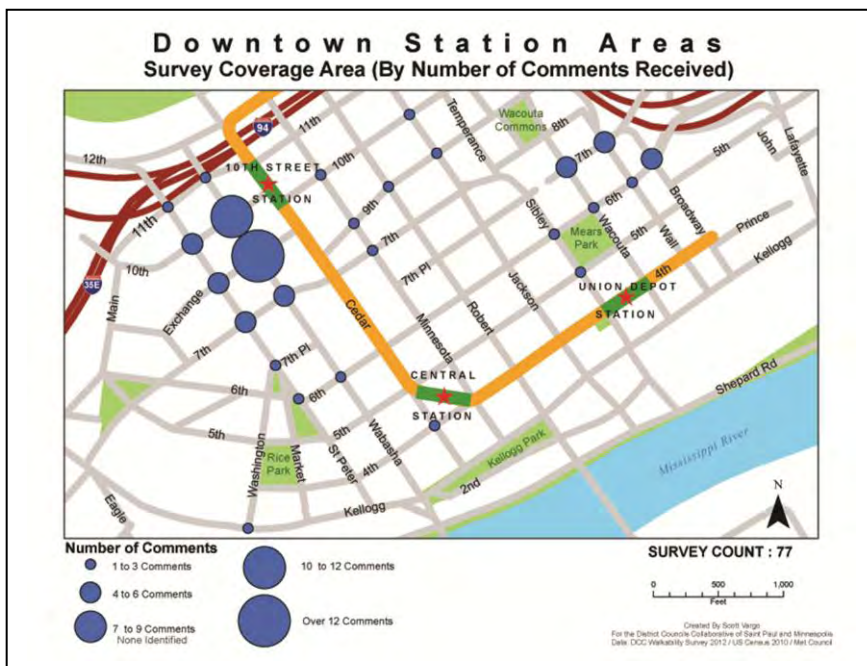 Downtown Station Areas
Survey Coverage Area (By Number of Comments Received)
94
11th
Temperance
Wacouta
Commons
8th
7th
5th
John
Lafayette
12th
10TH STREET
STATION
10th
9th
7th
6th
11th
Sibley
Mears
Park
Wacouta
5th
Wall
Broadway
Prince
Kellogg
10th
35E
Main
Exchange
7th
Cedar
7th Pl
Minnesota
Robert
Jackson
4th
UNION DEPOT
STATION
7th Pl
CENTRAL
STATION
Shepard Rd
6th
6th
5th
5th
Rice
Park
Washington
Market
St Peter
4th
Wabasha
Kellogg Park
2nd
Mississippi River
Kellogg
Eagle
N
Number of Comments
1 to 3 Comments
4 to 6 Comments
7 to 9 Comments
None Identified
10 to 12 Comments
Over 12 Comments
SURVEY COUNT : 77
0 500 1,000
Feet
Created By Scott Vargo
For the District Councils Collaborative of Saint Paul and Minneapolis
Data: DCC Walkability Survey 2012 / US Census 2010 / Met Council